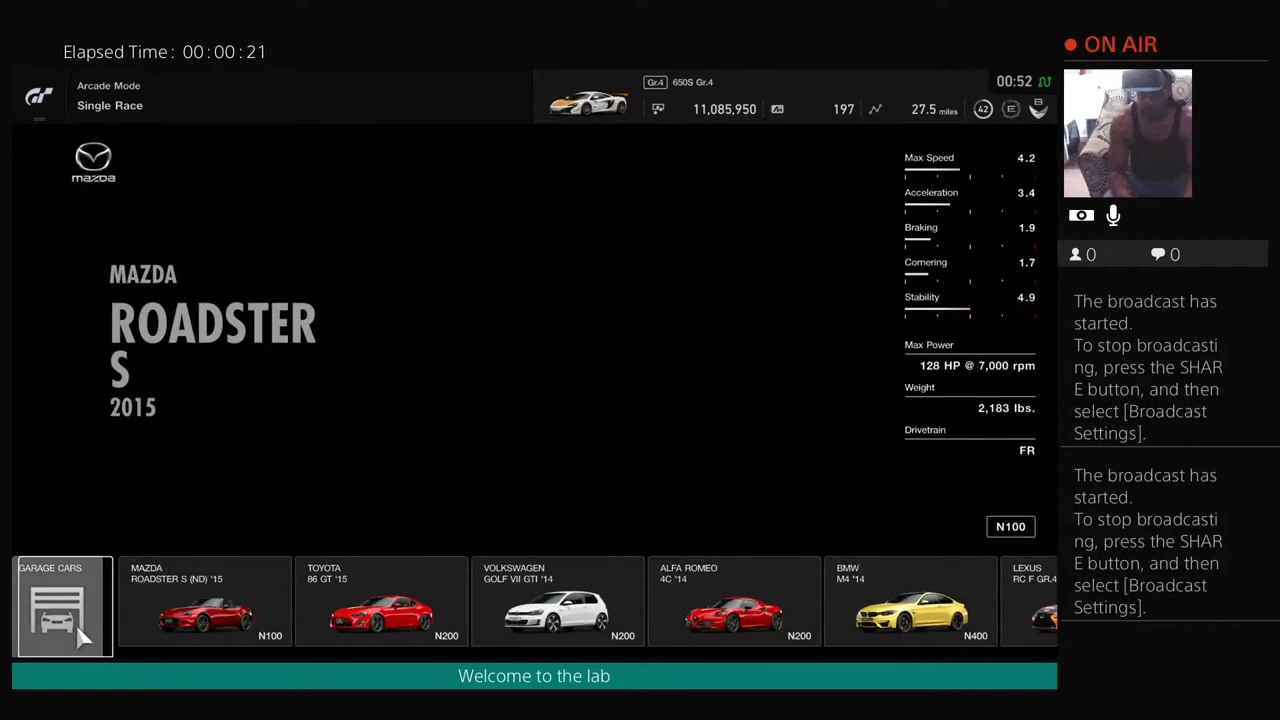 Elapsed Time: 00:00:21
ON AIR
GT
Arcade Mode
Single Race
Gr.4 650S Gr.4
11,085,950 197 27.5 miles 42 E B
00:52
mazda
MAZDA
ROADSTER
S
2015
Max Speed 4.2
Acceleration 3.4
Braking 1.9
Cornering 1.7
Stability 4.9
Max Power
128 HP @ 7,000 rpm
Weight
2,183 lbs.
Drivetrain
FR
N100
0 0
The broadcast has
started.
To stop broadcasti
ng, press the SHAR
E button, and then
select [Broadcast
Settings].
The broadcast has
started.
To stop broadcasti
ng, press the SHAR
E button, and then
select [Broadcast
Settings].
GARAGE CARS
MAZDA
ROADSTER S (ND) '15
N100
TOYOTA
86 GT '15
N200
VOLKSWAGEN
GOLF VII GTI '14
N200
ALFA ROMEO
4C '14
N200
BMW
M4 '14
N400
LEXUS
RC F GR.4
Welcome to the lab